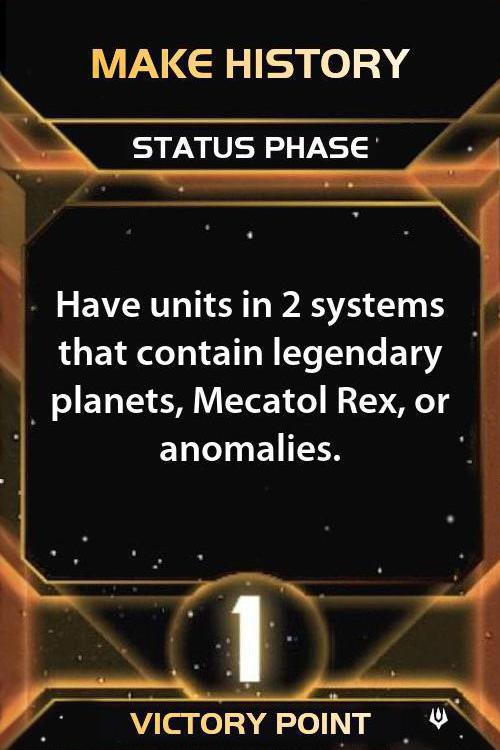 MAKE HISTORY
STATUS PHASE
Have units in 2 systems
that contain legendary
planets, Mecatol Rex, or
anomalies.
1
VICTORY POINT